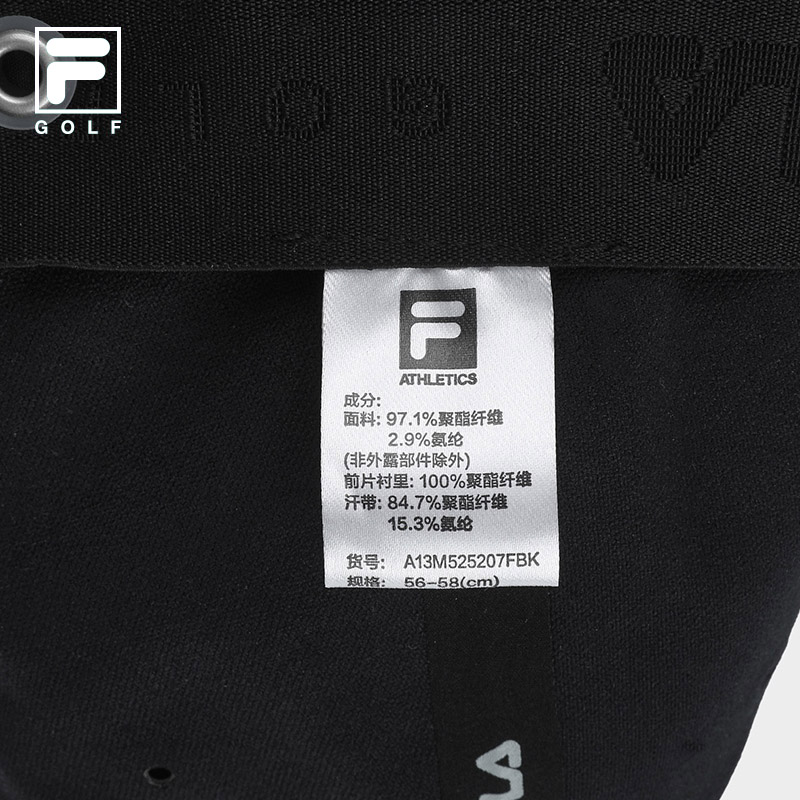 F
GOLF
GOLF
F
ATHLETICS
成分:
面料: 97.1%聚酯纤维
2.9%氨纶
(非外露部件除外)
前片衬里: 100%聚酯纤维
汗带: 84.7%聚酯纤维
15.3%氨纶
货号: A13M525207FBK
规格: 56-58(cm)
LA